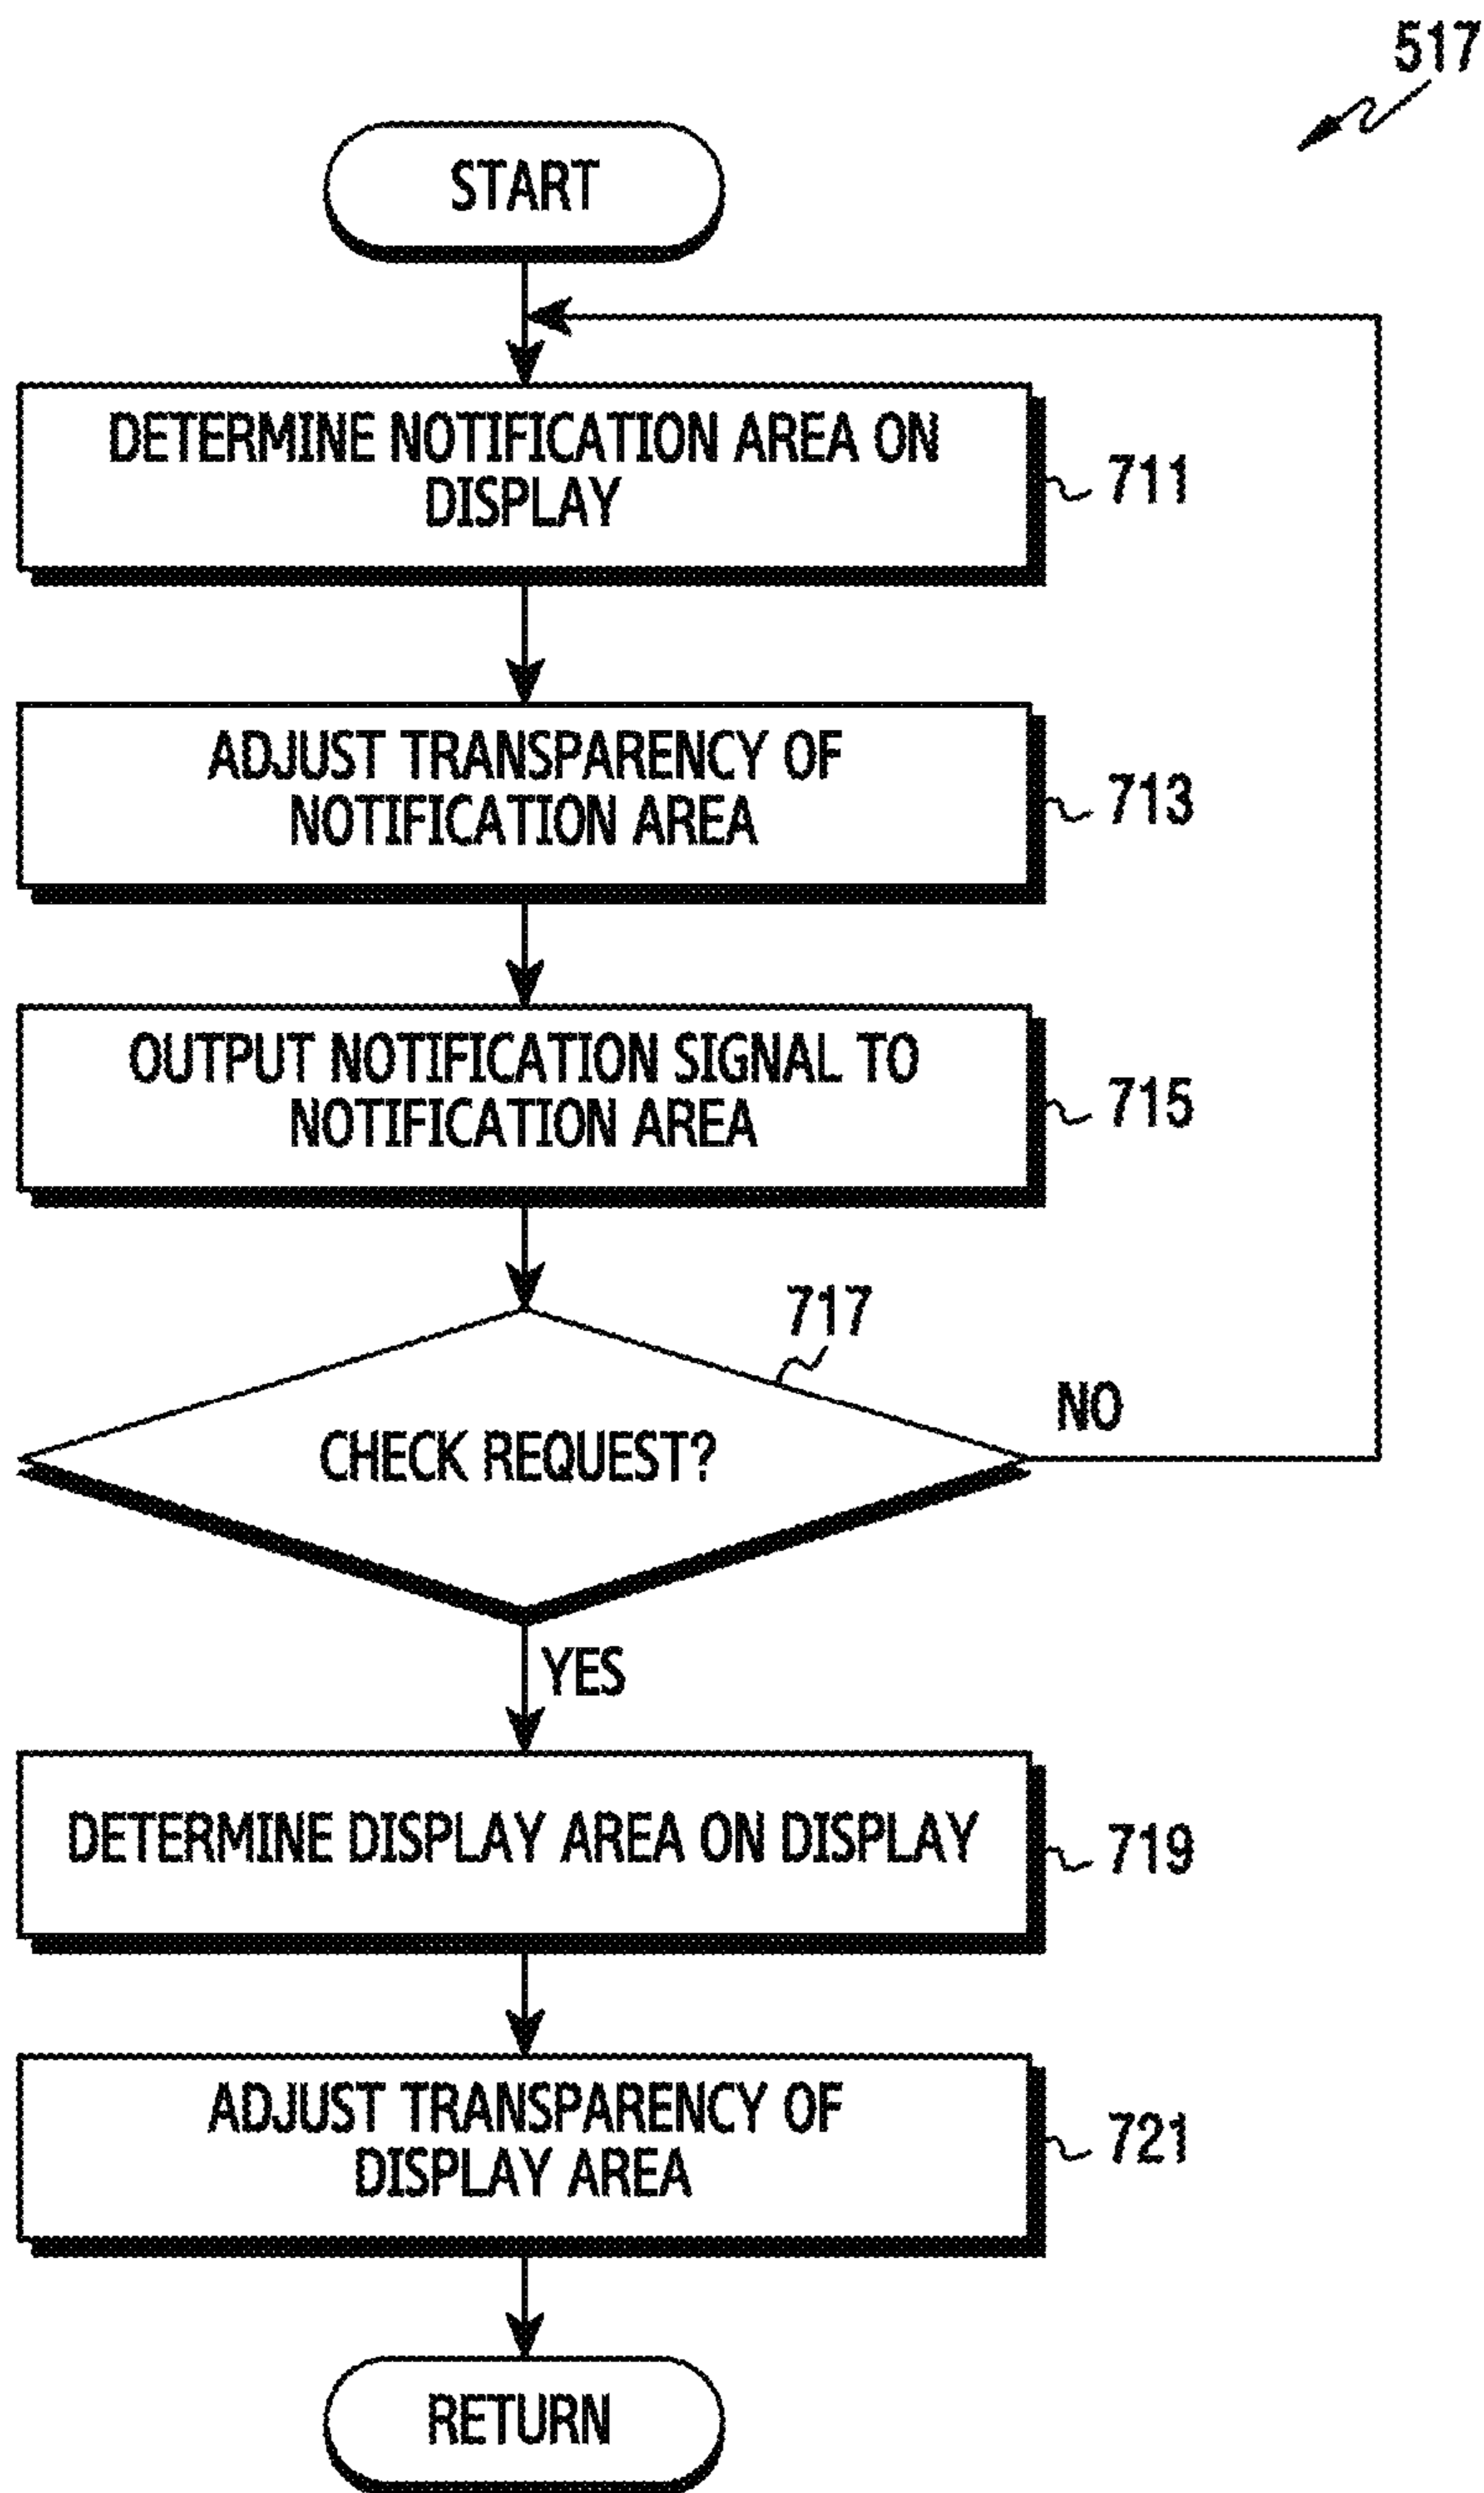 517
START
DETERMINE NOTIFICATION AREA ON
DISPLAY
711
ADJUST TRANSPARENCY OF
NOTIFICATION AREA
713
OUTPUT NOTIFICATION SIGNAL TO
NOTIFICATION AREA
715
717
CHECK REQUEST?
NO
YES
DETERMINE DISPLAY AREA ON DISPLAY
719
ADJUST TRANSPARENCY OF
DISPLAY AREA
721
RETURN